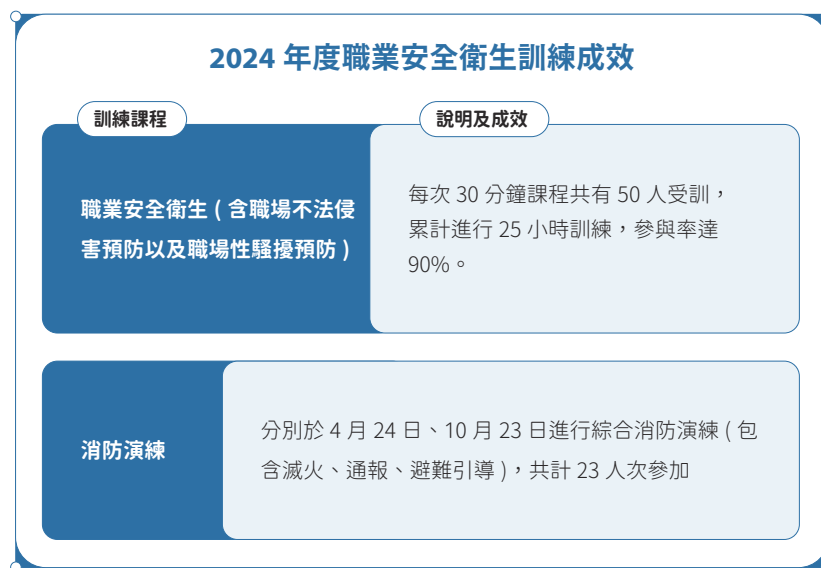 2024 年度職業安全衛生訓練成效
訓練課程
說明及成效
職業安全衛生 ( 含職場不法侵
害預防以及職場性騷擾預防 )
每次 30 分鐘課程共有 50 人受訓，
累計進行 25 小時訓練，參與率達
90%。
消防演練
分別於 4 月 24 日、10 月 23 日進行綜合消防演練 ( 包
含滅火、通報、避難引導 )，共計 23 人次參加